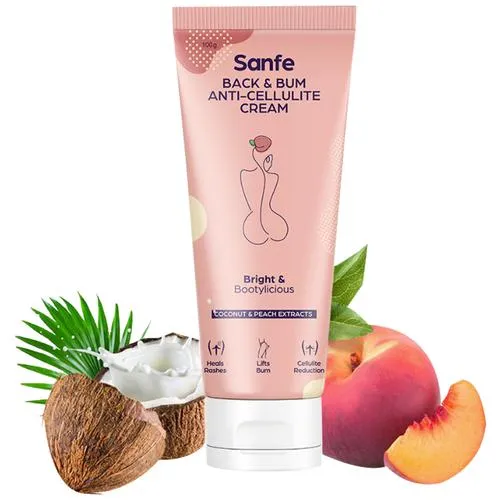 100g
Sanfe
BACK & BUM
ANTI-CELLULITE
CREAM
Bright &
Bootylicious
COCONUT & PEACH EXTRACTS
Heals
Rashes
Lifts
Bum
Cellulite
Reduction